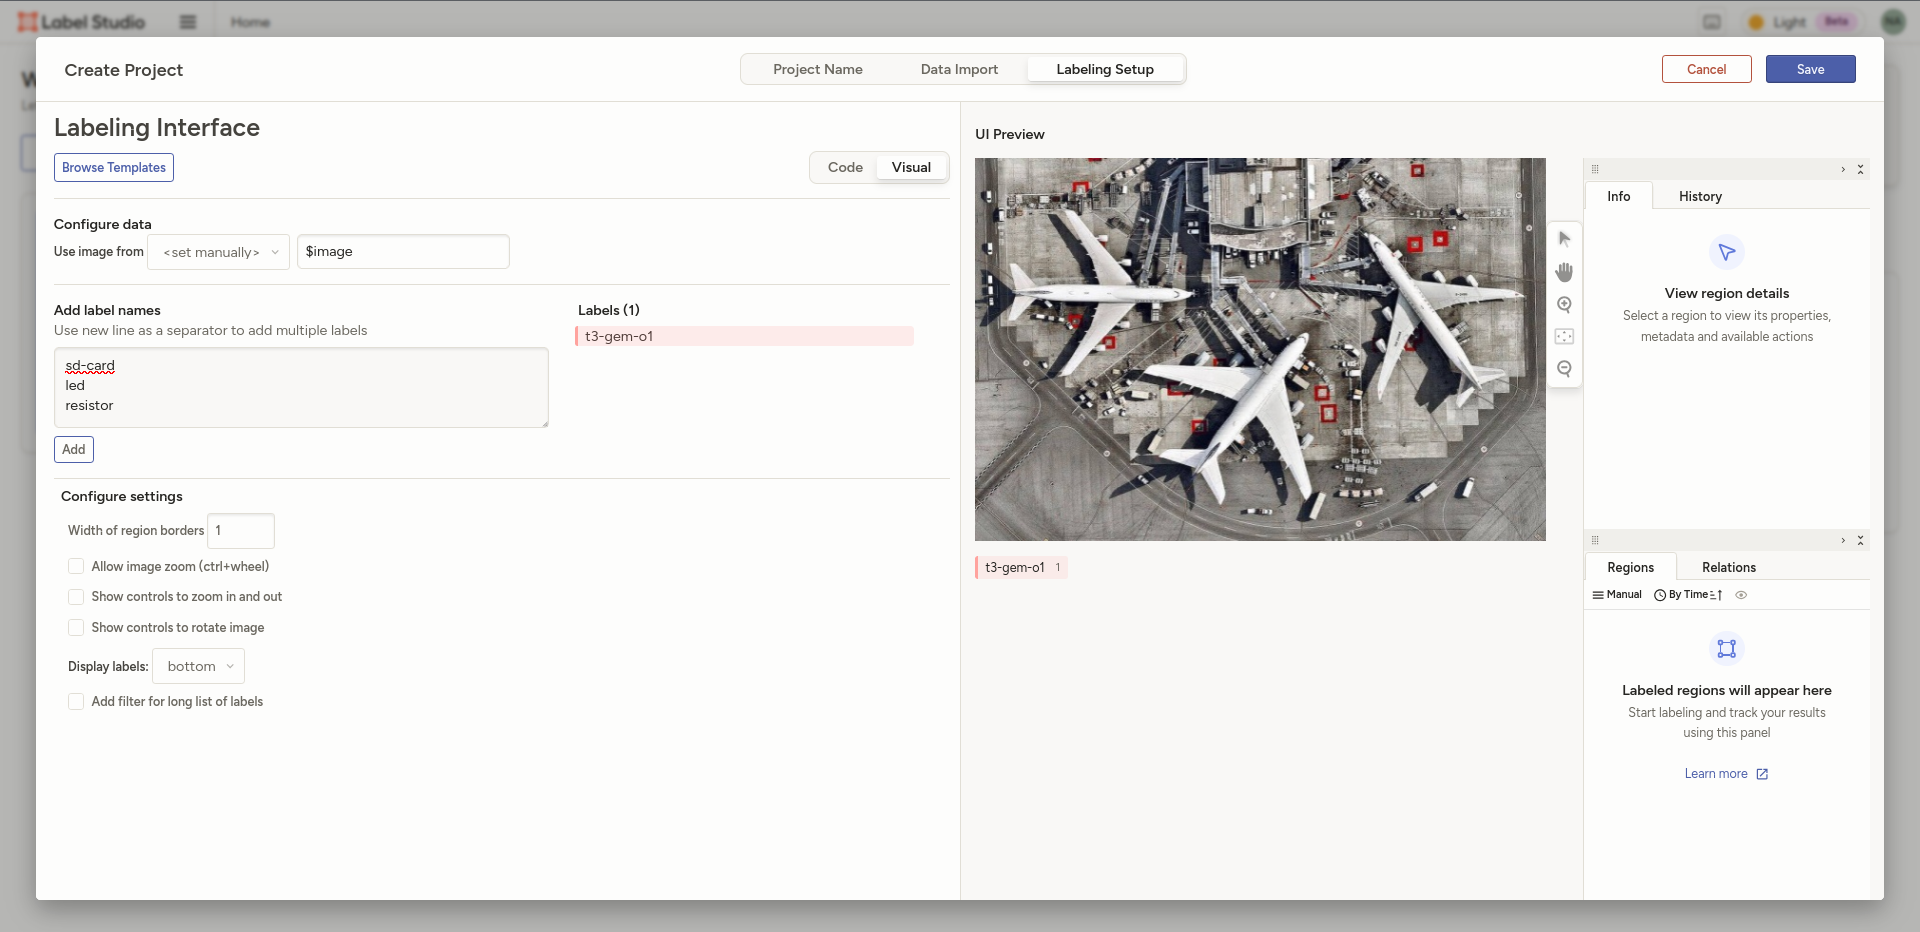 Label Studio
Home
Light
Beta
Create Project
Project Name
Data Import
Labeling Setup
Cancel
Save
Labeling Interface
Browse Templates
Code
Visual
Configure data
Use image from
<set manually>
$image
Add label names
Use new line as a separator to add multiple labels
sd-card
led
resistor
Add
Labels (1)
t3-gem-o1
Configure settings
Width of region borders
1
Allow image zoom (ctrl+wheel)
Show controls to zoom in and out
Show controls to rotate image
Display labels:
bottom
Add filter for long list of labels
UI Preview
t3-gem-o1 1
Info
History
View region details
Select a region to view its properties,
metadata and available actions
Regions
Relations
Manual
By Time
Labeled regions will appear here
Start labeling and track your results
using this panel
Learn more